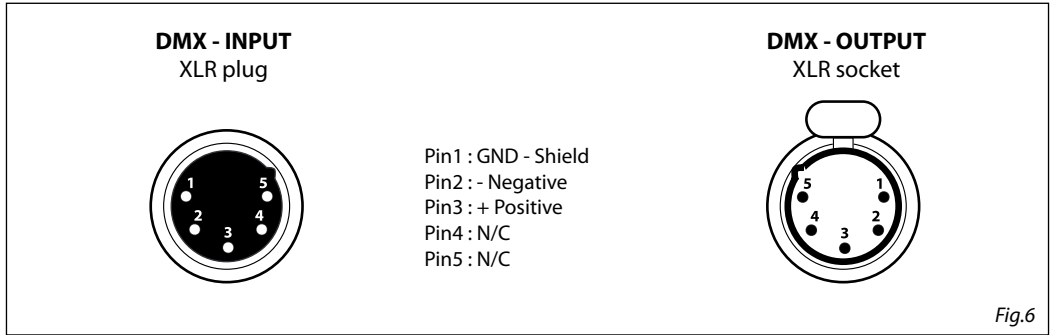 DMX - INPUT
XLR plug
1
5
2
4
3
Pin1 : GND - Shield
Pin2 : - Negative
Pin3 : + Positive
Pin4 : N/C
Pin5 : N/C
DMX - OUTPUT
XLR socket
5
1
4
2
3
Fig.6